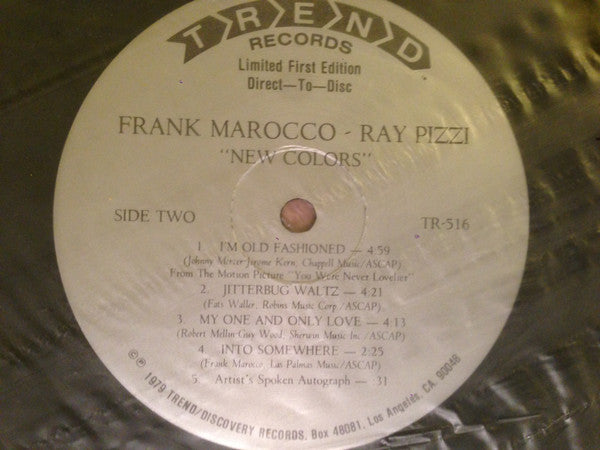 TREND
RECORDS
Limited First Edition
Direct—To—Disc
FRANK MAROCCO - RAY PIZZI
"NEW COLORS"
SIDE TWO
TR-516
1. I'M OLD FASHIONED — 4:59
(Johnny Mercer-Jerome Kern, Chappell Music/ASCAP)
From The Motion Picture "You Were Never Lovelier"
2. JITTERBUG WALTZ — 4:21
(Fats Waller, Robins Music Corp./ASCAP)
3. MY ONE AND ONLY LOVE — 4:13
(Robert Mellin-Guy Wood, Sherwin Music Inc./ASCAP)
4. INTO SOMEWHERE — 2:25
(Frank Marocco, Las Palmas Music/ASCAP)
5. Artist's Spoken Autograph — :31
©℗ 1979 TREND/DISCOVERY RECORDS, Box 48081, Los Angeles, CA. 90048